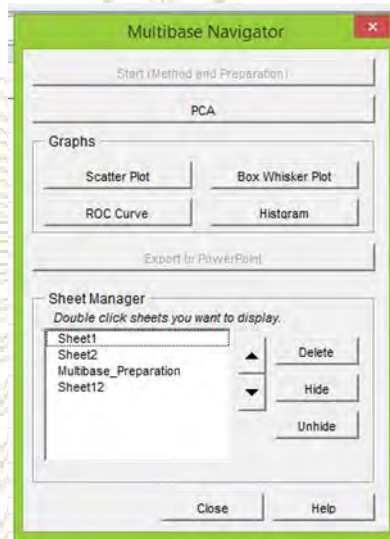 Multibase Navigator
Start (Method and Preparation)
PCA
Graphs
Scatter Plot
Box Whisker Plot
ROC Curve
Histgram
Export to PowerPoint
Sheet Manager
Double click sheets you want to display.
Sheet1
Sheet2
Multibase_Preparation
Sheet12
Delete
Hide
Unhide
Close
Help